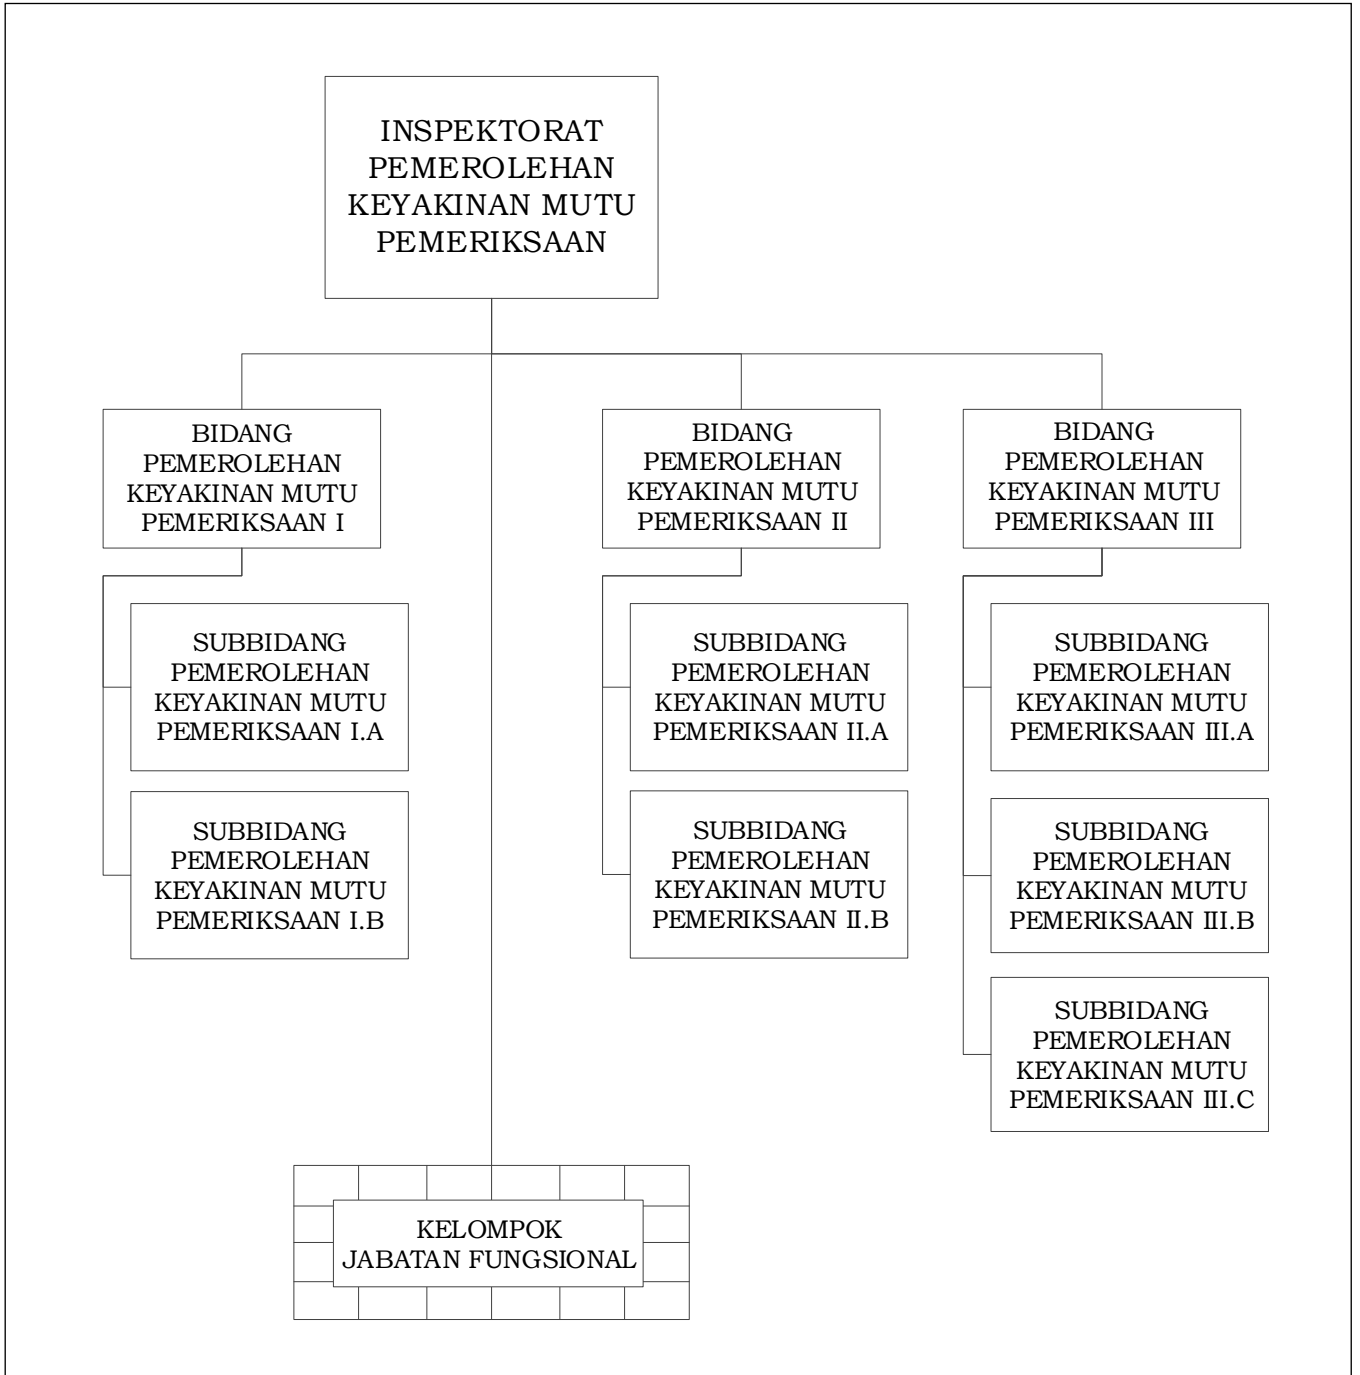 INSPEKTORAT
PEMEROLEHAN
KEYAKINAN MUTU
PEMERIKSAAN
BIDANG
PEMEROLEHAN
KEYAKINAN MUTU
PEMERIKSAAN I
BIDANG
PEMEROLEHAN
KEYAKINAN MUTU
PEMERIKSAAN II
BIDANG
PEMEROLEHAN
KEYAKINAN MUTU
PEMERIKSAAN III
SUBBIDANG
PEMEROLEHAN
KEYAKINAN MUTU
PEMERIKSAAN I.A
SUBBIDANG
PEMEROLEHAN
KEYAKINAN MUTU
PEMERIKSAAN II.A
SUBBIDANG
PEMEROLEHAN
KEYAKINAN MUTU
PEMERIKSAAN III.A
SUBBIDANG
PEMEROLEHAN
KEYAKINAN MUTU
PEMERIKSAAN I.B
SUBBIDANG
PEMEROLEHAN
KEYAKINAN MUTU
PEMERIKSAAN II.B
SUBBIDANG
PEMEROLEHAN
KEYAKINAN MUTU
PEMERIKSAAN III.B
SUBBIDANG
PEMEROLEHAN
KEYAKINAN MUTU
PEMERIKSAAN III.C
KELOMPOK
JABATAN FUNGSIONAL